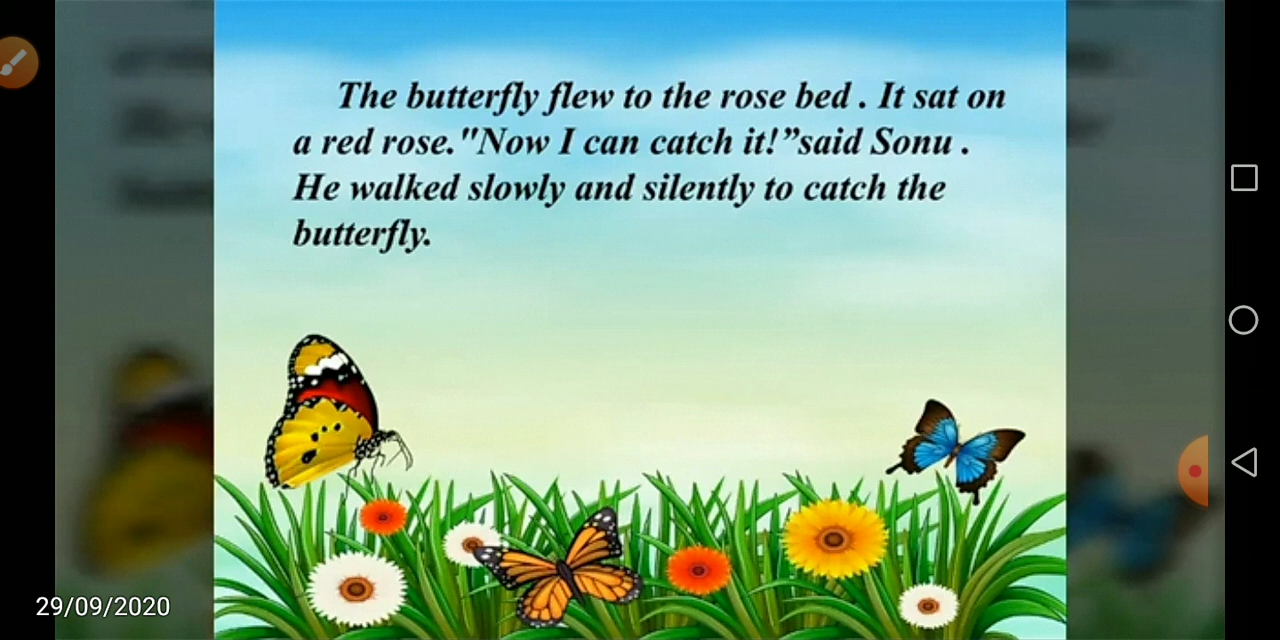 The butterfly flew to the rose bed . It sat on
a red rose."Now I can catch it!”said Sonu .
He walked slowly and silently to catch the
butterfly.
29/09/2020